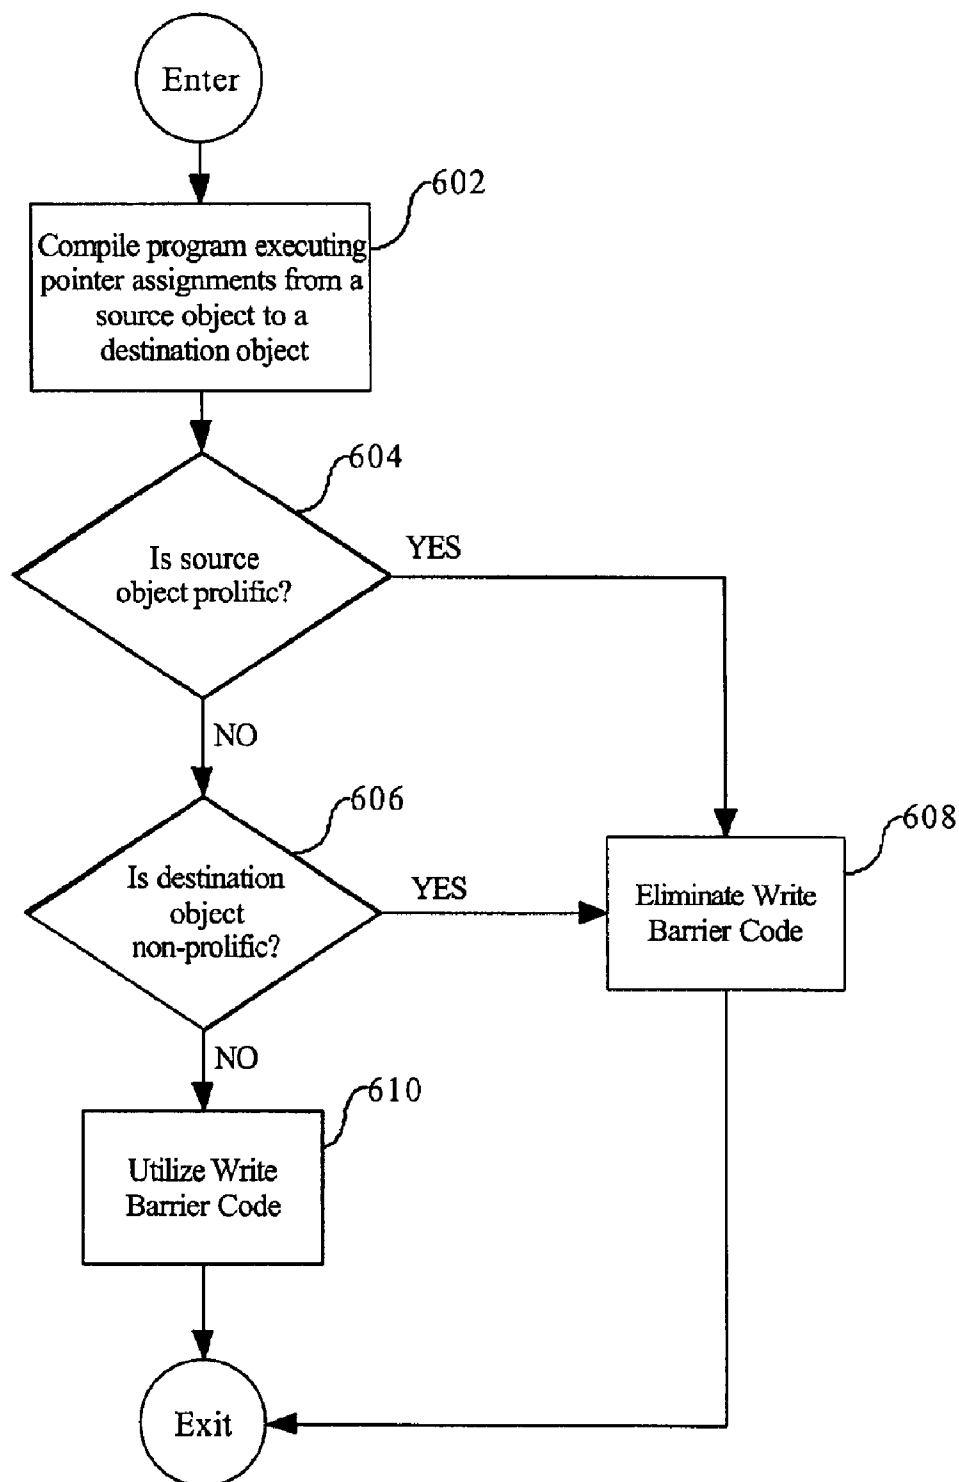 Enter
602
Compile program executing
pointer assignments from a
source object to a
destination object
604
Is source
object prolific?
YES
NO
606
Is destination
object
non-prolific?
YES
608
Eliminate Write
Barrier Code
NO
610
Utilize Write
Barrier Code
Exit